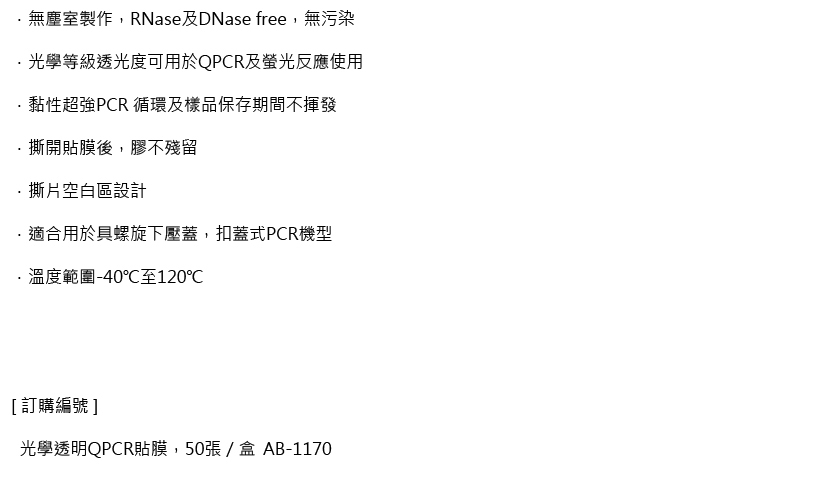 ．無塵室製作，RNase及DNase free，無污染
．光學等級透光度可用於QPCR及螢光反應使用
．黏性超強PCR 循環及樣品保存期間不揮發
．撕開貼膜後，膠不殘留
．撕片空白區設計
．適合用於具螺旋下壓蓋，扣蓋式PCR機型
．溫度範圍-40℃至120℃
[ 訂購編號 ]
光學透明QPCR貼膜，50張 / 盒  AB-1170